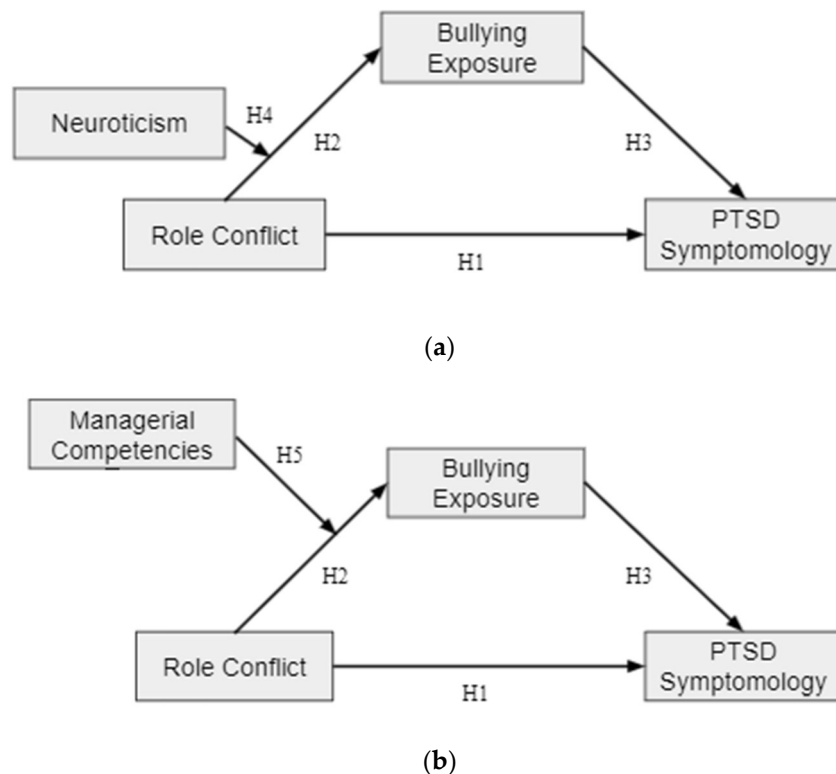 Bullying
Exposure
H4
Neuroticism
H2
H3
Role Conflict
PTSD
Symptomology
H1
(a)
Managerial
Competencies
H5
Bullying
Exposure
H2
H3
Role Conflict
PTSD
Symptomology
H1
(b)